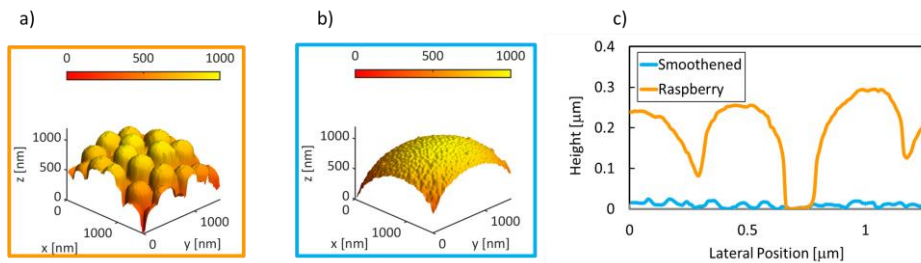 a)
0 500 1000
z [nm]
1000
500
0
0
x [nm]
1000
0
y [nm]
1000
b)
0 500 1000
z [nm]
1000
500
0
0
x [nm]
1000
0
y [nm]
1000
c)
Height [µm]
0.4
0.3
0.2
0.1
0
Smoothened
Raspberry
0 0.5 1
Lateral Position [µm]